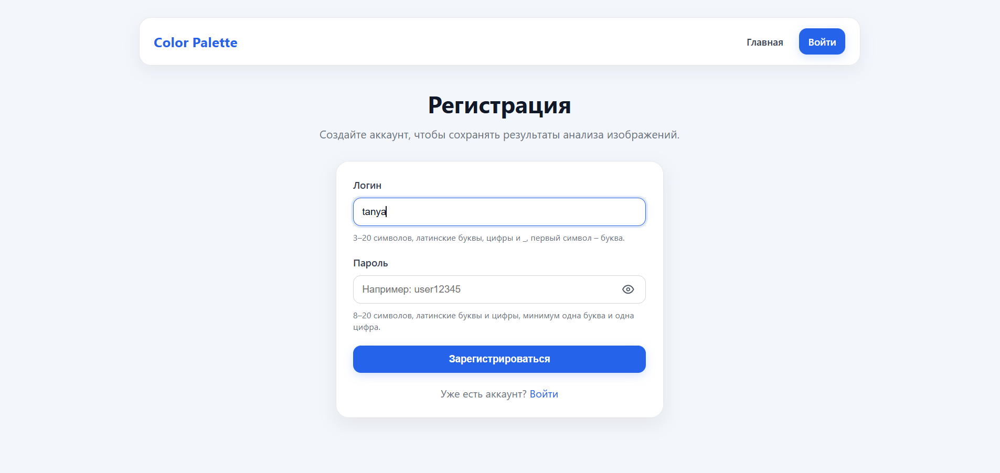 Color Palette
Главная
Войти
Регистрация
Создайте аккаунт, чтобы сохранять результаты анализа изображений.
Логин
tanya
3–20 символов, латинские буквы, цифры и _, первый символ – буква.
Пароль
Например: user12345
8–20 символов, латинские буквы и цифры, минимум одна буква и одна
цифра.
Зарегистрироваться
Уже есть аккаунт? Войти